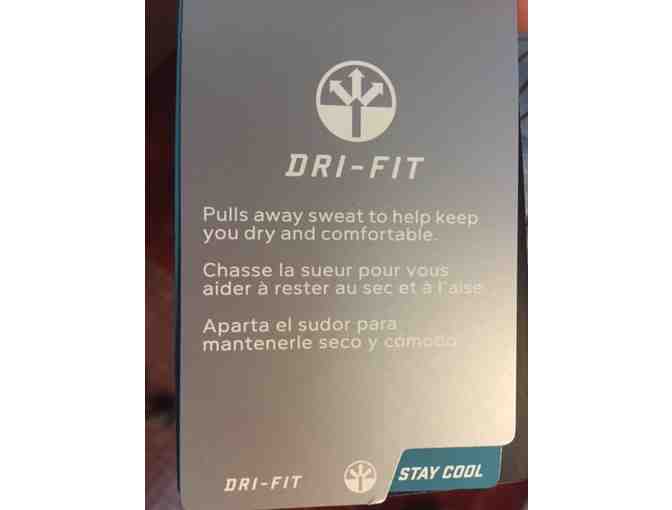 DRI-FIT
Pulls away sweat to help keep
you dry and comfortable.
Chasse la sueur pour vous
aider à rester au sec et à l'aise
Aparta el sudor para
mantenerle seco y cómodo
DRI-FIT
STAY COOL